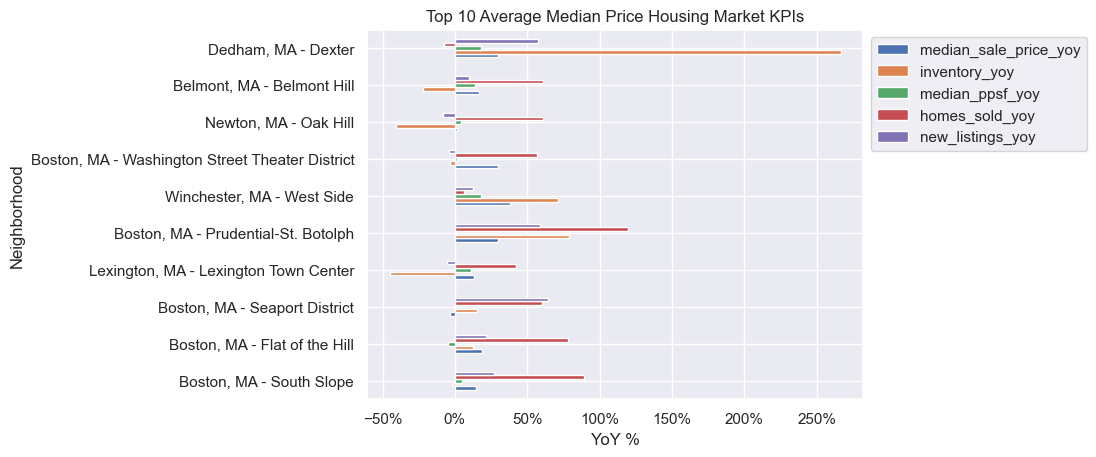 Top 10 Average Median Price Housing Market KPIs
Dedham, MA - Dexter
Belmont, MA - Belmont Hill
Newton, MA - Oak Hill
Boston, MA - Washington Street Theater District
Winchester, MA - West Side
Boston, MA - Prudential-St. Botolph
Lexington, MA - Lexington Town Center
Boston, MA - Seaport District
Boston, MA - Flat of the Hill
Boston, MA - South Slope
Neighborhood
−50% 0% 50% 100% 150% 200% 250%
YoY %
median_sale_price_yoy
inventory_yoy
median_ppsf_yoy
homes_sold_yoy
new_listings_yoy